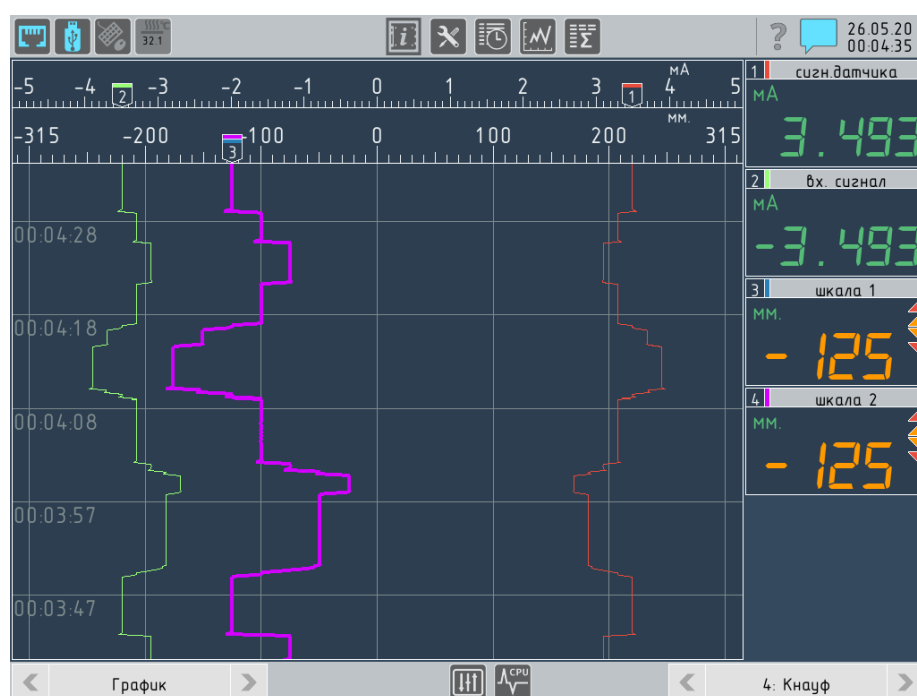 °C
32.1
i
?
26.05.20
00:04:35
-5 -4 -3 -2 -1 0 1 2 3 4 5
мА
2 1
мм.
-315 -200 -100 0 100 200 315
3
00:04:28
00:04:18
00:04:08
00:03:57
00:03:47
1 сигн.датчика
мА
3.493
2 вх. сигнал
мА
-3.493
3 шкала 1
мм.
-125
4 шкала 2
мм.
-125
< График >
CPU
< 4: Кнауф >